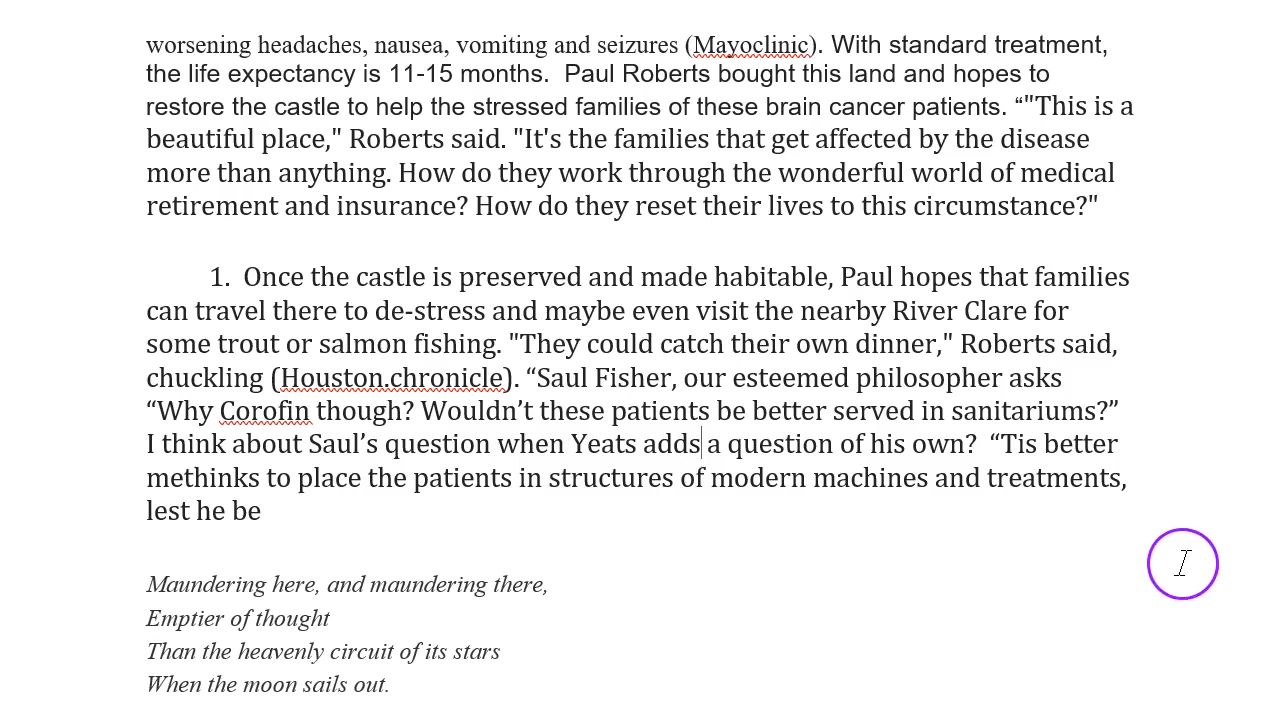 worsening headaches, nausea, vomiting and seizures (Mayoclinic). With standard treatment,
the life expectancy is 11-15 months.  Paul Roberts bought this land and hopes to
restore the castle to help the stressed families of these brain cancer patients. “"This is a
beautiful place," Roberts said. "It's the families that get affected by the disease
more than anything. How do they work through the wonderful world of medical
retirement and insurance? How do they reset their lives to this circumstance?"
1.  Once the castle is preserved and made habitable, Paul hopes that families
can travel there to de-stress and maybe even visit the nearby River Clare for
some trout or salmon fishing. "They could catch their own dinner," Roberts said,
chuckling (Houston.chronicle). “Saul Fisher, our esteemed philosopher asks
“Why Corofin though? Wouldn’t these patients be better served in sanitariums?”
I think about Saul’s question when Yeats adds a question of his own?  “Tis better
methinks to place the patients in structures of modern machines and treatments,
lest he be
Maundering here, and maundering there,
Emptier of thought
Than the heavenly circuit of its stars
When the moon sails out.